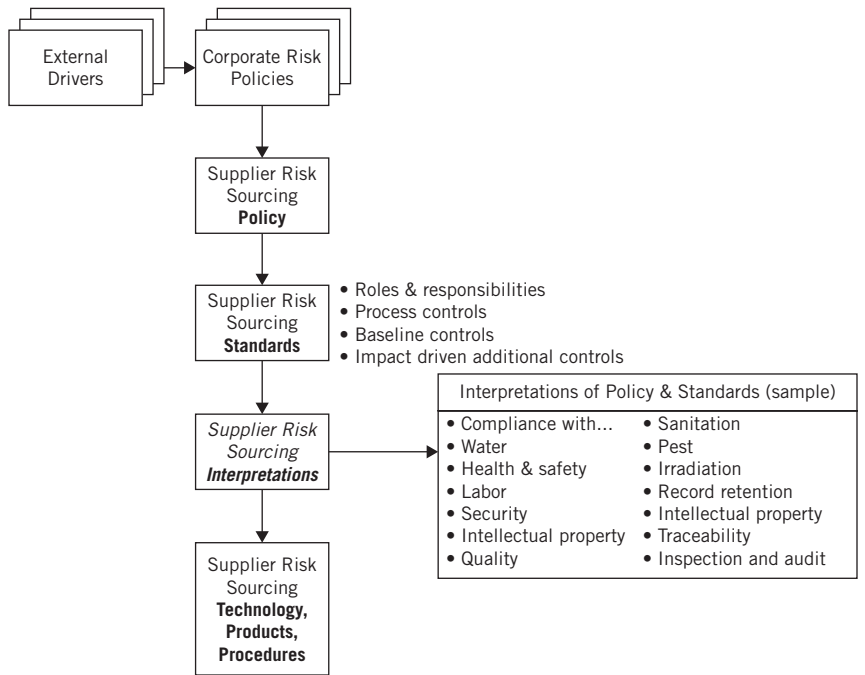 External
Drivers
Corporate Risk
Policies
Supplier Risk
Sourcing
Policy
Supplier Risk
Sourcing
Standards
• Roles & responsibilities
• Process controls
• Baseline controls
• Impact driven additional controls
Supplier Risk
Sourcing
Interpretations
Interpretations of Policy & Standards (sample)
• Compliance with…
• Water
• Health & safety
• Labor
• Security
• Intellectual property
• Quality
• Sanitation
• Pest
• Irradiation
• Record retention
• Intellectual property
• Traceability
• Inspection and audit
Supplier Risk
Sourcing
Technology,
Products,
Procedures